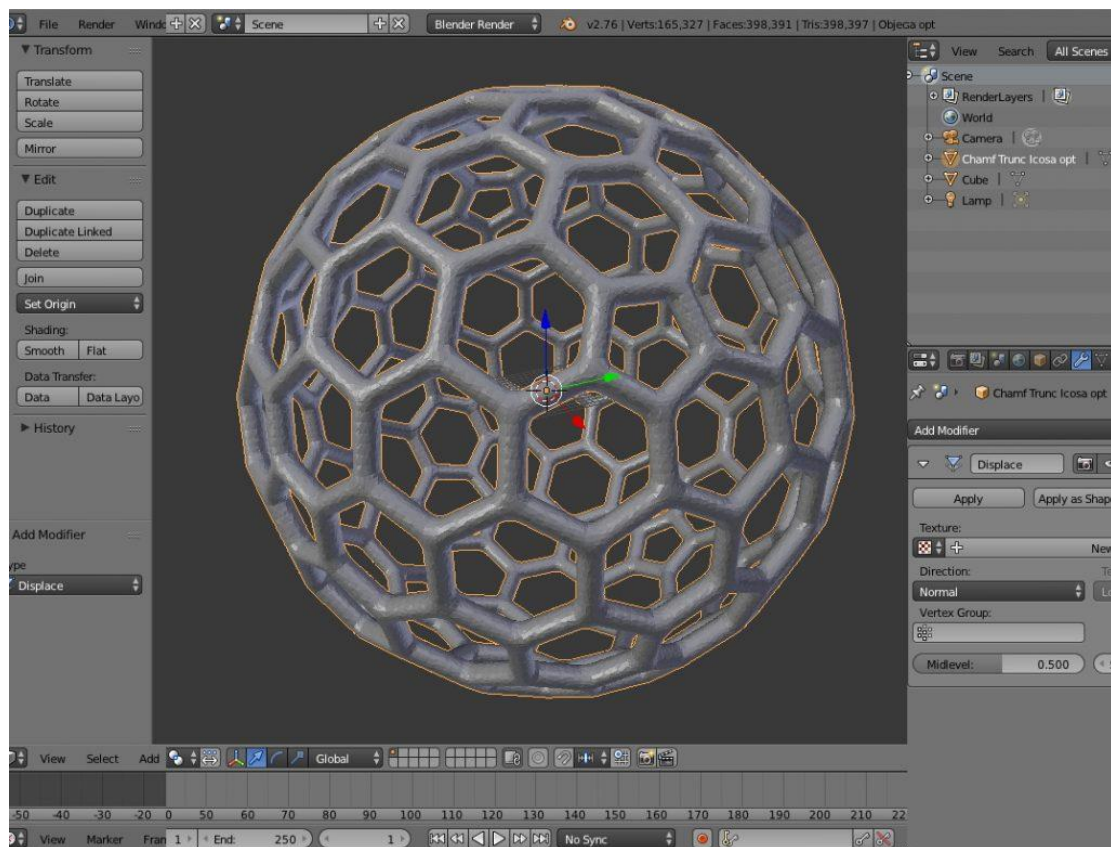 File Render Wind Scene Blender Render v2.76 | Verts:165,327 | Faces:398,391 | Tris:398,397 | Objeca opt
Transform
Translate
Rotate
Scale
Mirror
Edit
Duplicate
Duplicate Linked
Delete
Join
Set Origin
Shading:
Smooth Flat
Data Transfer:
Data Data Layo
History
Add Modifier
ype
Displace
View Search All Scenes
Scene
RenderLayers |
World
Camera |
Chamf Trunc Icosa opt |
Cube |
Lamp |
Chamf Trunc Icosa opt
Add Modifier
Displace
Apply Apply as Shap
Texture:
New
Direction: Te
Normal Lo
Vertex Group:
Midlevel: 0.500
View Select Add Global
-50 -40 -30 -20 0 50 60 70 80 90 100 110 120 130 140 150 160 170 180 190 200 210 22
View Marker Fran 1 End: 250 1 No Sync